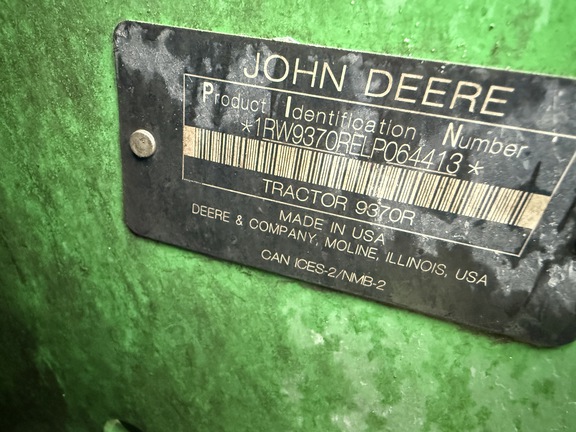 JOHN DEERE
Product Identification Number
*1RW9370RELP064413*
TRACTOR 9370R
MADE IN USA
DEERE & COMPANY, MOLINE, ILLINOIS, USA
CAN ICES-2/NMB-2